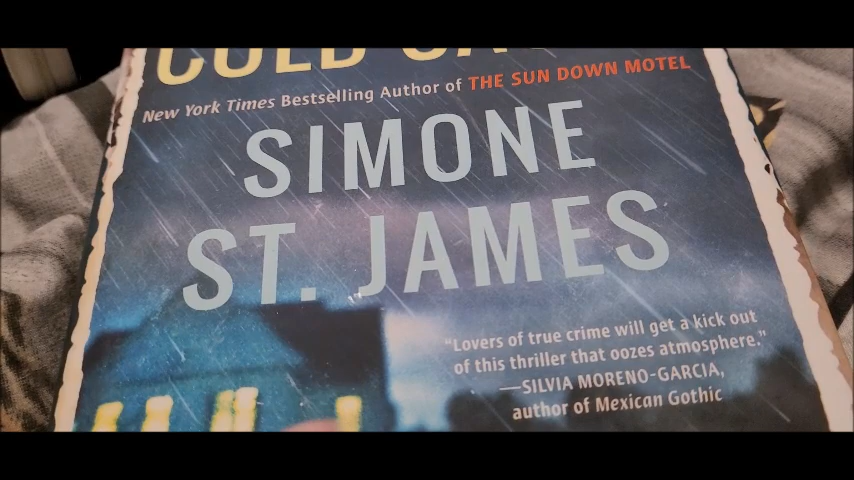 COLD
New York Times Bestselling Author of THE SUN DOWN MOTEL
SIMONE
ST. JAMES
"Lovers of true crime will get a kick out
of this thriller that oozes atmosphere."
—SILVIA MORENO-GARCIA,
author of Mexican Gothic